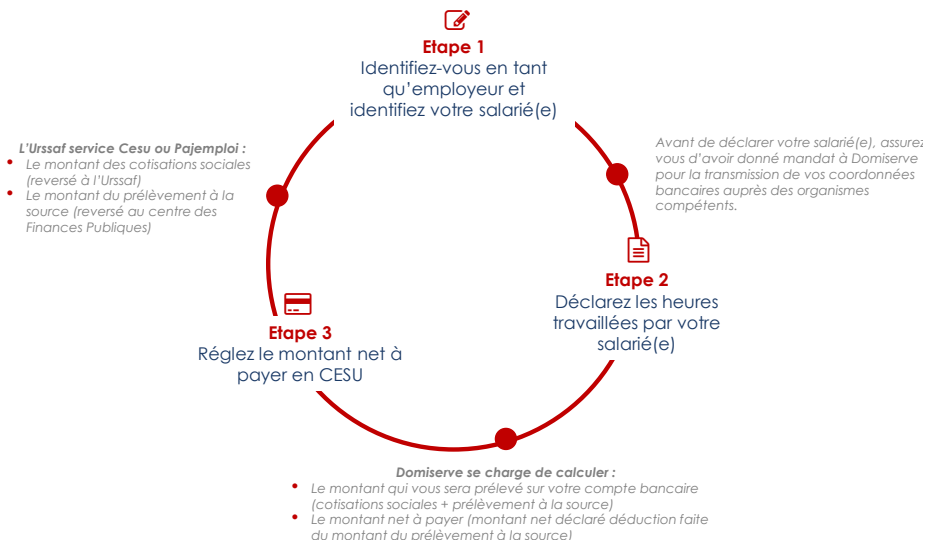 Etape 1
Identifiez-vous en tant
qu'employeur et
identifiez votre salarié(e)
Avant de déclarer votre salarié(e), assurez
vous d'avoir donné mandat à Domiserve
pour la transmission de vos coordonnées
bancaires auprès des organismes
compétents.
Etape 2
Déclarez les heures
travaillées par votre
salarié(e)
Domiserve se charge de calculer :
• Le montant qui vous sera prélevé sur votre compte bancaire
(cotisations sociales + prélèvement à la source)
• Le montant net à payer (montant net déclaré déduction faite
du montant du prélèvement à la source)
Etape 3
Réglez le montant net à
payer en CESU
L'Urssaf service Cesu ou Pajemploi :
• Le montant des cotisations sociales
(reversé à l'Urssaf)
• Le montant du prélèvement à la
source (reversé au centre des
Finances Publiques)